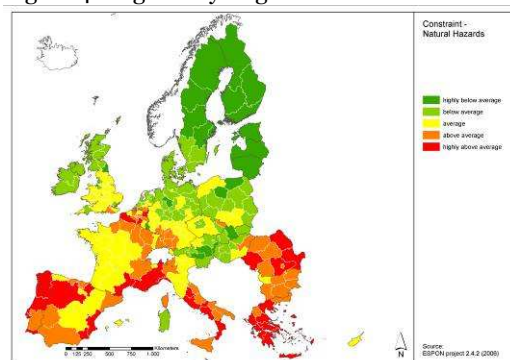 Constraint -
Natural Hazards
highly below average
below average
average
above average
highly above average
Kilometres
N
Source:
ESPON project 2.4.2 (2006)